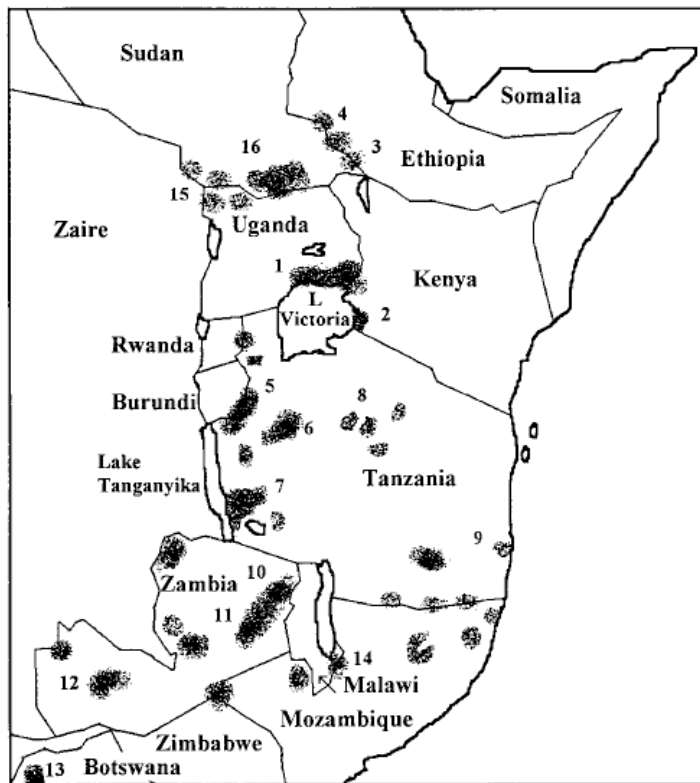 Sudan
Somalia
4
16
3
Ethiopia
15
Uganda
Zaire
1
Kenya
L
Victoria
2
Rwanda
5
8
Burundi
6
Lake
Tanganyika
7
Tanzania
9
10
Zambia
11
14
12
Malawi
Mozambique
Zimbabwe
13
Botswana